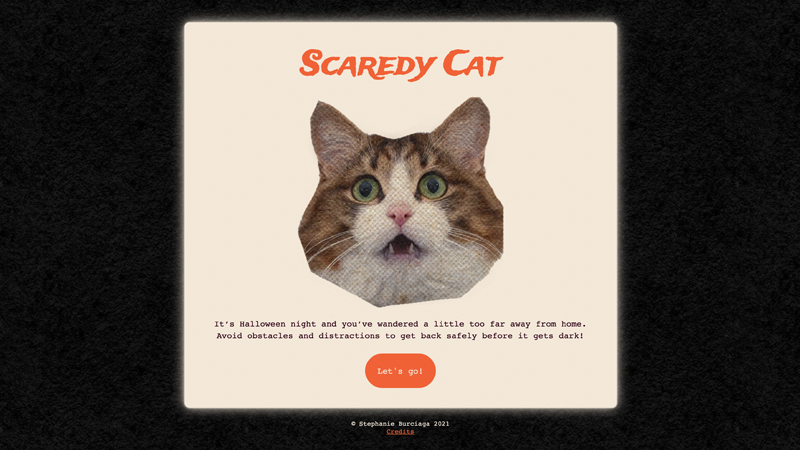 Scaredy Cat
It's Halloween night and you've wandered a little too far away from home.
Avoid obstacles and distractions to get back safely before it gets dark!
Let's go!
© Stephanie Burciaga 2021
Credits